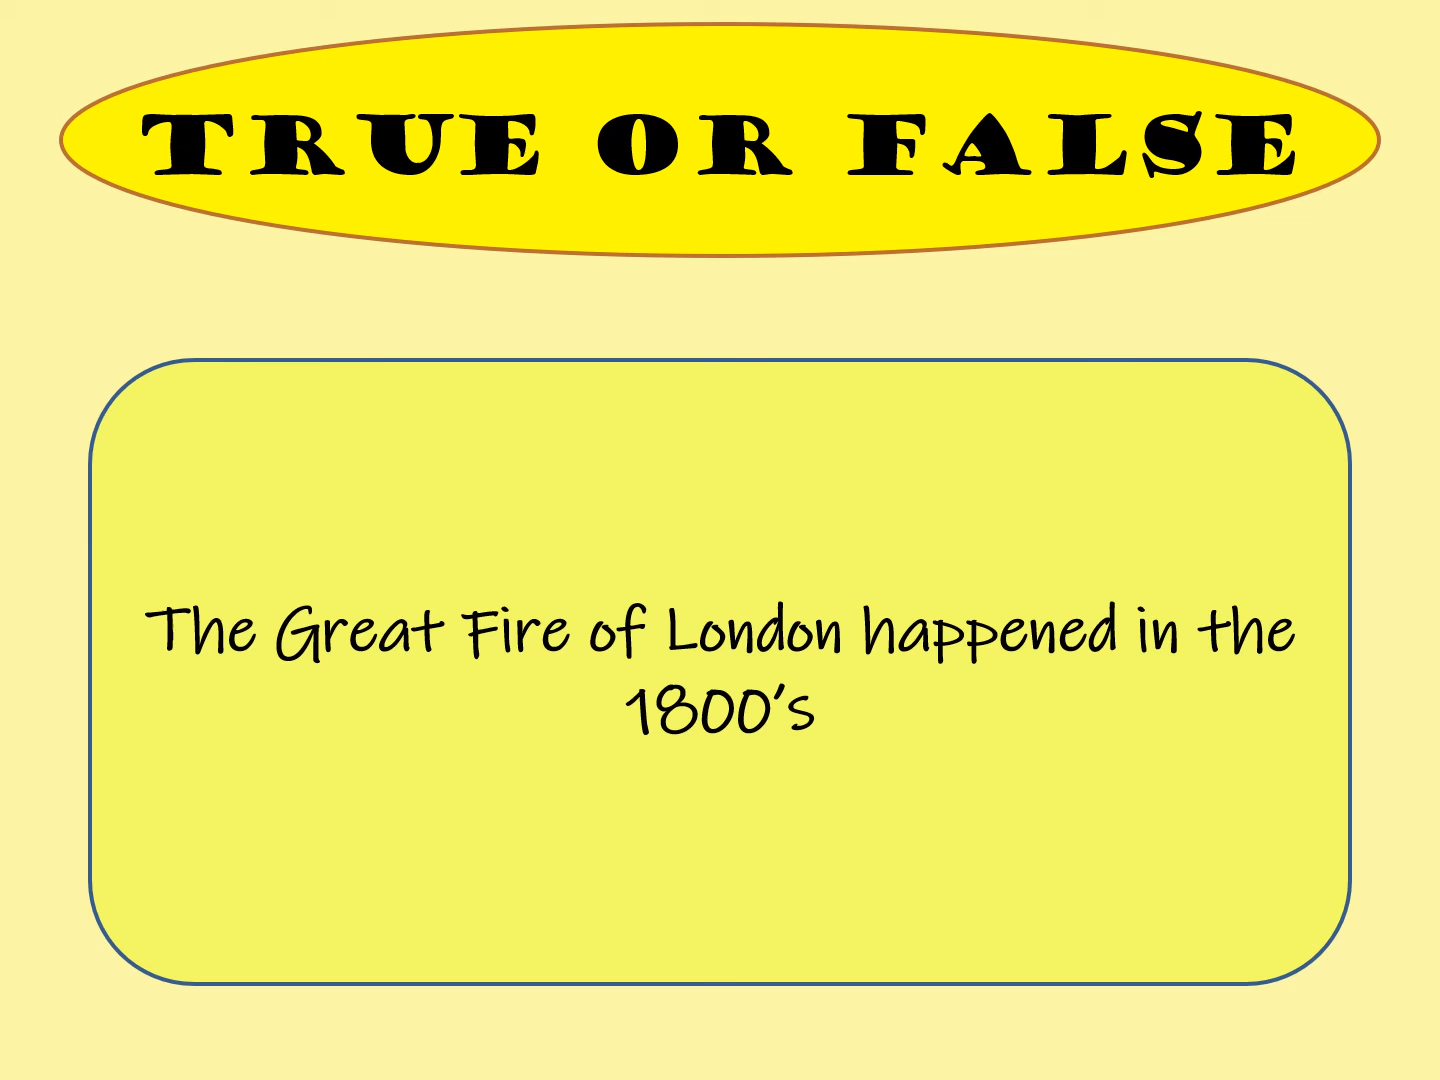 TRUE OR FALSE
The Great Fire of London happened in the
1800's